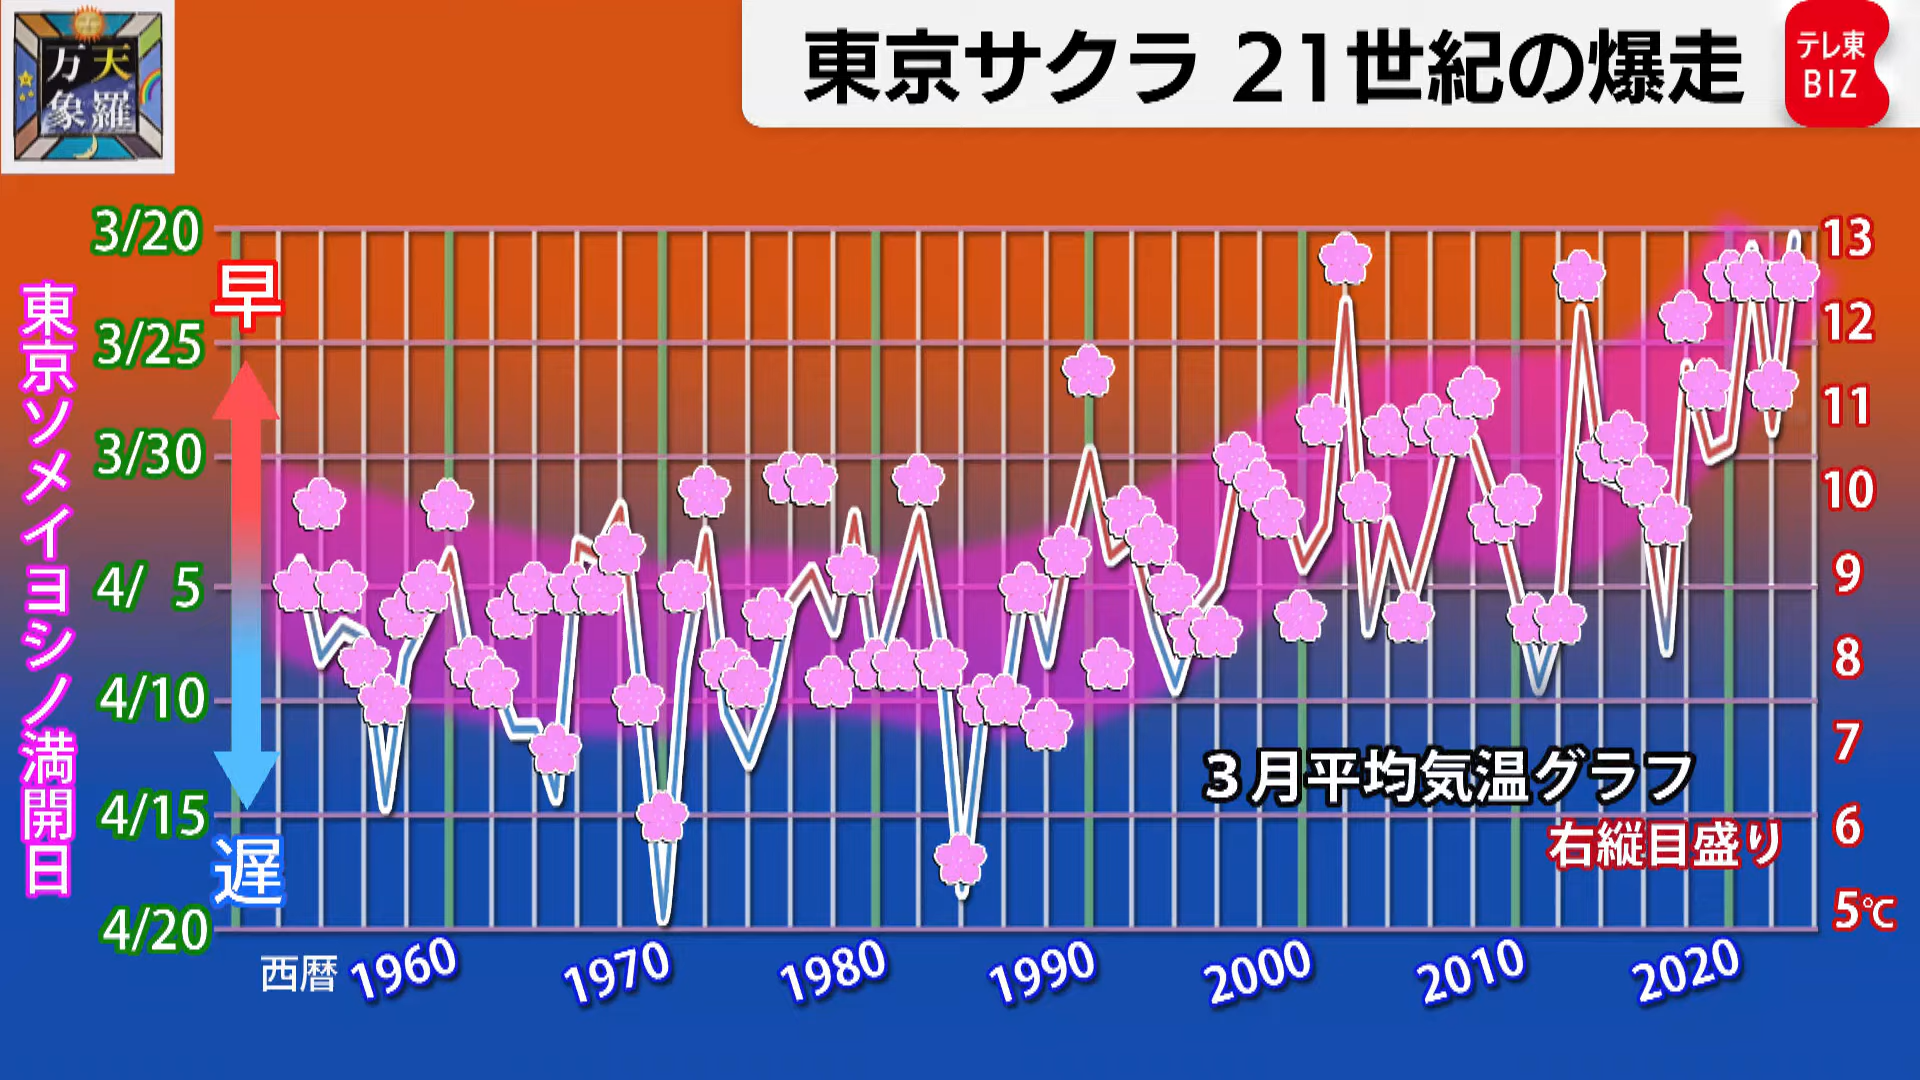 万天
象羅
東京サクラ 21世紀の爆走
テレ東
BIZ
東京ソメイヨシノ満開日
3/20
3/25
3/30
4/ 5
4/10
4/15
4/20
早
遅
13
12
11
10
9
8
7
6
5℃
3月平均気温グラフ
右縦目盛り
西暦 1960 1970 1980 1990 2000 2010 2020